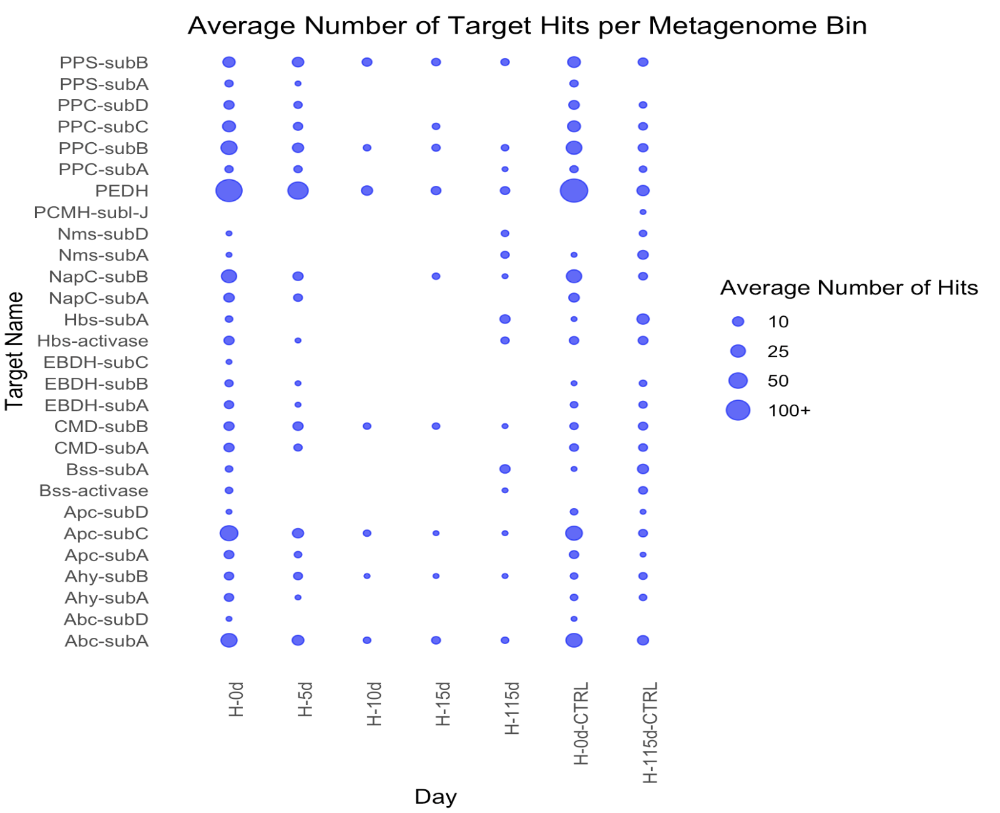 Average Number of Target Hits per Metagenome Bin
PPS-subB
PPS-subA
PPC-subD
PPC-subC
PPC-subB
PPC-subA
PEDH
PCMH-subI-J
Nms-subD
Nms-subA
NapC-subB
NapC-subA
Hbs-subA
Hbs-activase
EBDH-subC
EBDH-subB
EBDH-subA
CMD-subB
CMD-subA
Bss-subA
Bss-activase
Apc-subD
Apc-subC
Apc-subA
Ahy-subB
Ahy-subA
Abc-subD
Abc-subA
Target Name
H-0d
H-5d
H-10d
H-15d
H-115d
H-0d-CTRL
H-115d-CTRL
Day
Average Number of Hits
10
25
50
100+